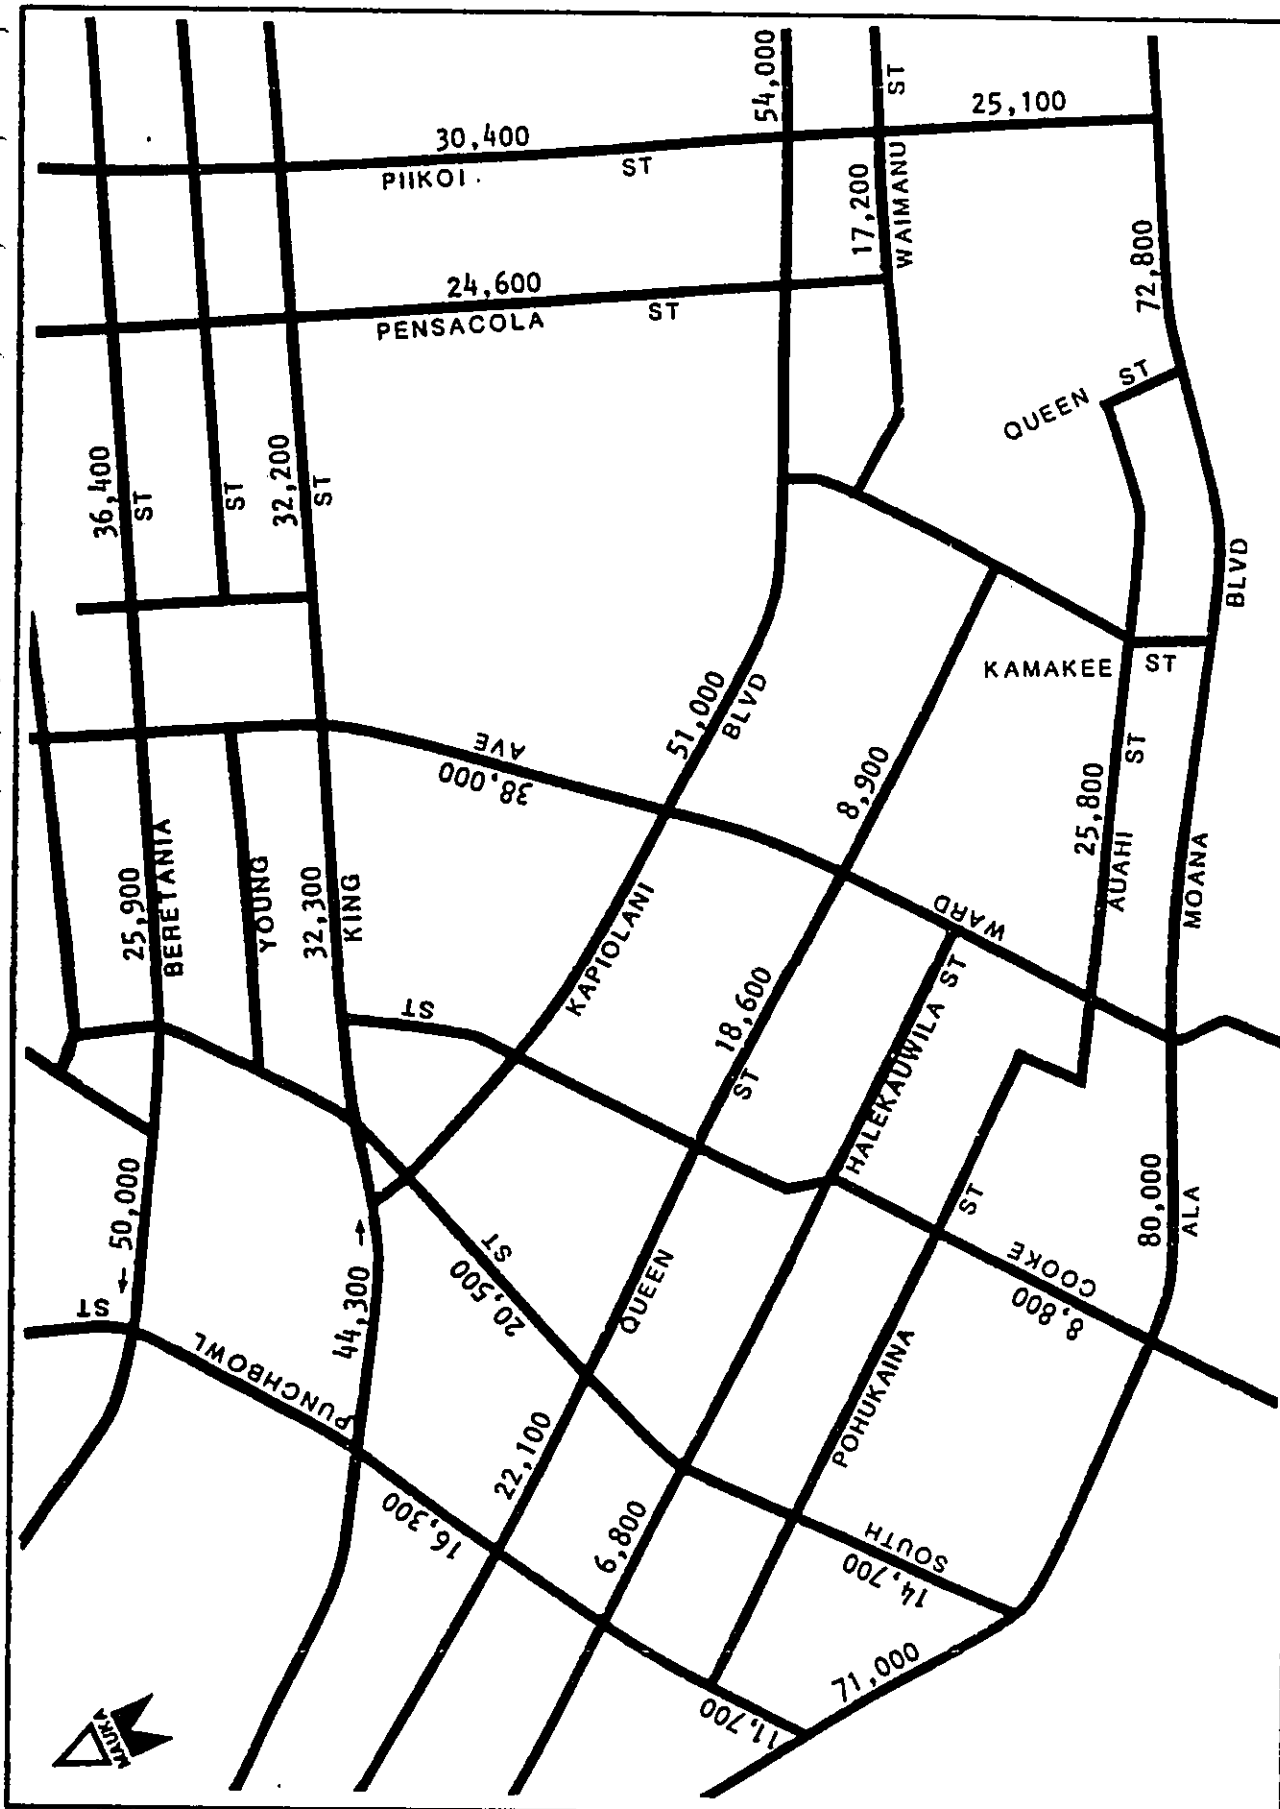 54,000
ST
25,100
30,400
PIIKOI
ST
17,200
WAIMANU
72,800
24,600
PENSACOLA
ST
QUEEN ST
36,400
ST
ST
32,200
ST
BLVD
KAMAKEE ST
51,000
BLVD
AVE
38,000
8,900
ST
25,800
AUAHI
MOANA
25,900
BERETANIA
YOUNG
32,300
KING
KAPIOLANI
WARD
ST
18,600
ST
HALEKAUWILA ST
50,000
ST
44,300
ST
20,500
QUEEN
ST
80,000
ALA
COOKE
8,800
PUNCHBOWL
POHUKAINA
16,300
22,100
6,800
SOUTH
14,700
71,000
11,700
MAUKA